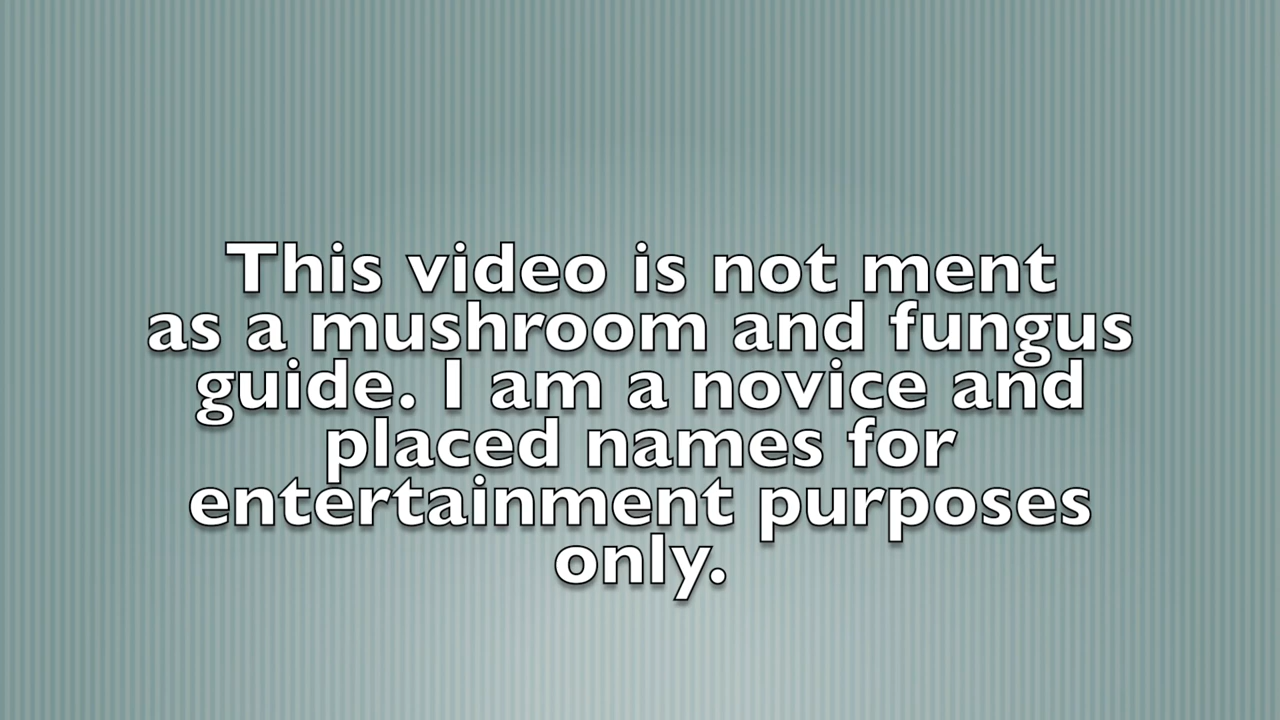 This video is not ment
as a mushroom and fungus
guide. I am a novice and
placed names for
entertainment purposes
only.